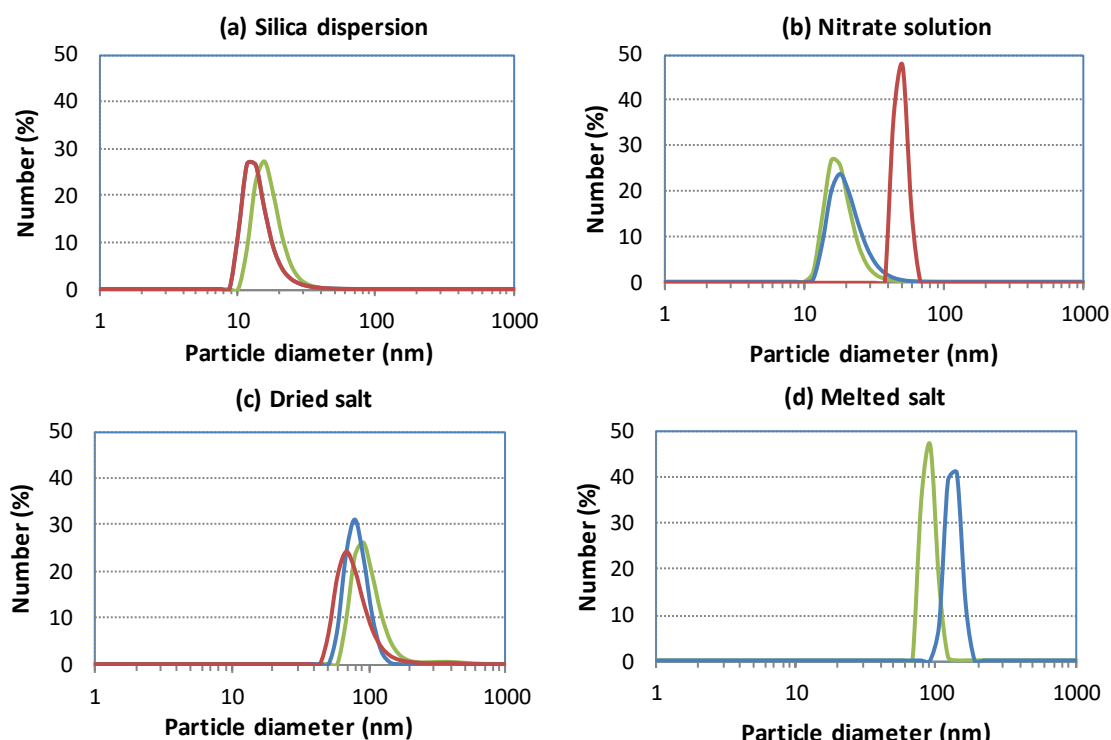 (a) Silica dispersion
50
40
30
20
10
0
Number (%)
1 10 100 1000
Particle diameter (nm)
(b) Nitrate solution
50
40
30
20
10
0
Number (%)
1 10 100 1000
Particle diameter (nm)
(c) Dried salt
50
40
30
20
10
0
Number (%)
1 10 100 1000
Particle diameter (nm)
(d) Melted salt
50
40
30
20
10
0
Number (%)
1 10 100 1000
Particle diameter (nm)